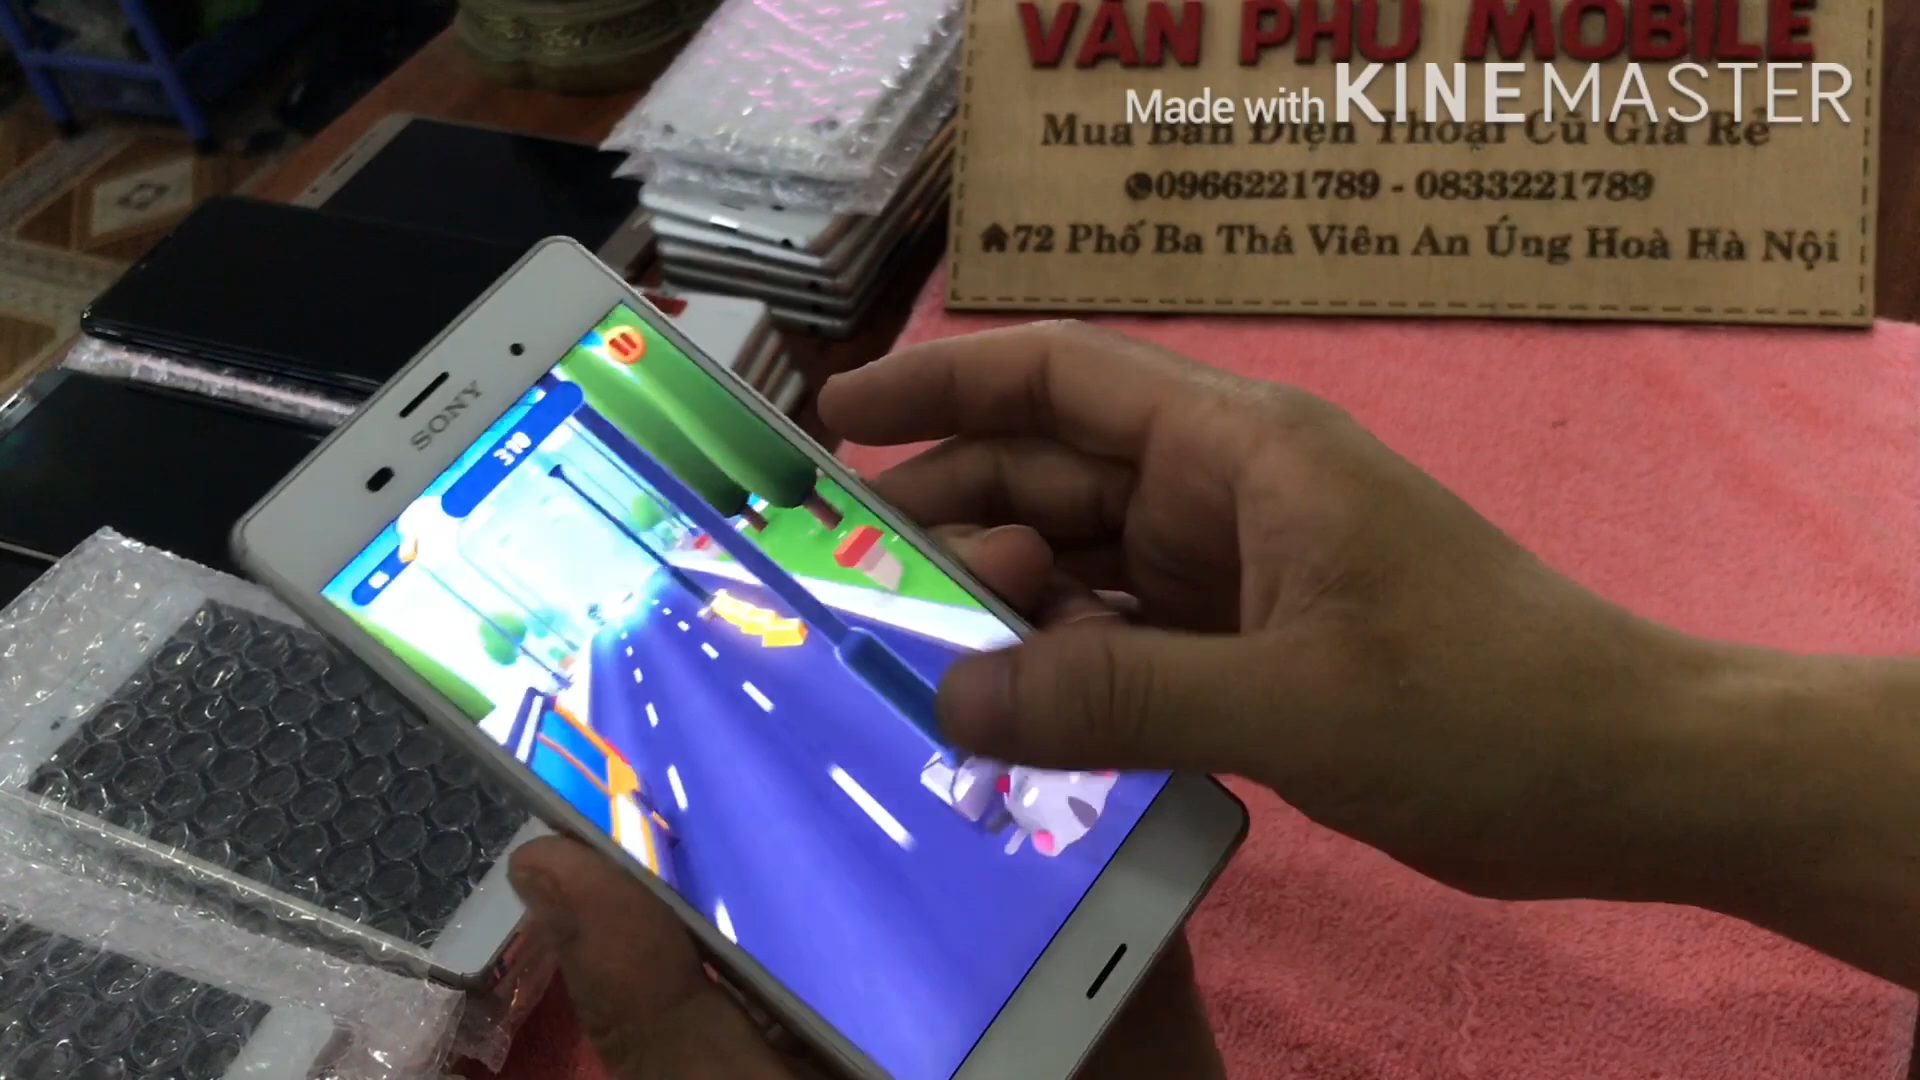 VĂN PHÚ MOBILE
Made with KINEMASTER
Mua Bán Điện Thoại Cũ Giá Rẻ
0966221789 - 0833221789
72 Phố Ba Thá Viên An Ứng Hoà Hà Nội
SONY
310